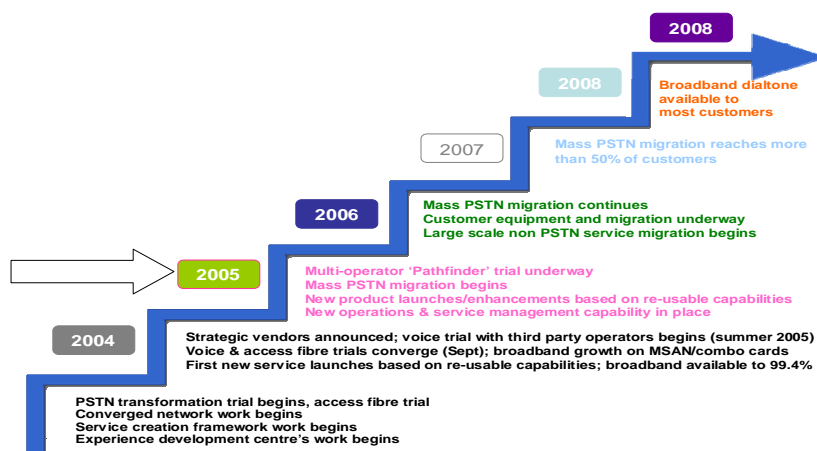 2008
2008
Broadband dialtone
available to
most customers
2007
Mass PSTN migration reaches more
than 50% of customers
2006
Mass PSTN migration continues
Customer equipment and migration underway
Large scale non PSTN service migration begins
2005
Multi-operator ‘Pathfinder’ trial underway
Mass PSTN migration begins
New product launches/enhancements based on re-usable capabilities
New operations & service management capability in place
2004
Strategic vendors announced; voice trial with third party operators begins (summer 2005)
Voice & access fibre trials converge (Sept); broadband growth on MSAN/combo cards
First new service launches based on re-usable capabilities; broadband available to 99.4%
PSTN transformation trial begins, access fibre trial
Converged network work begins
Service creation framework work begins
Experience development centre’s work begins